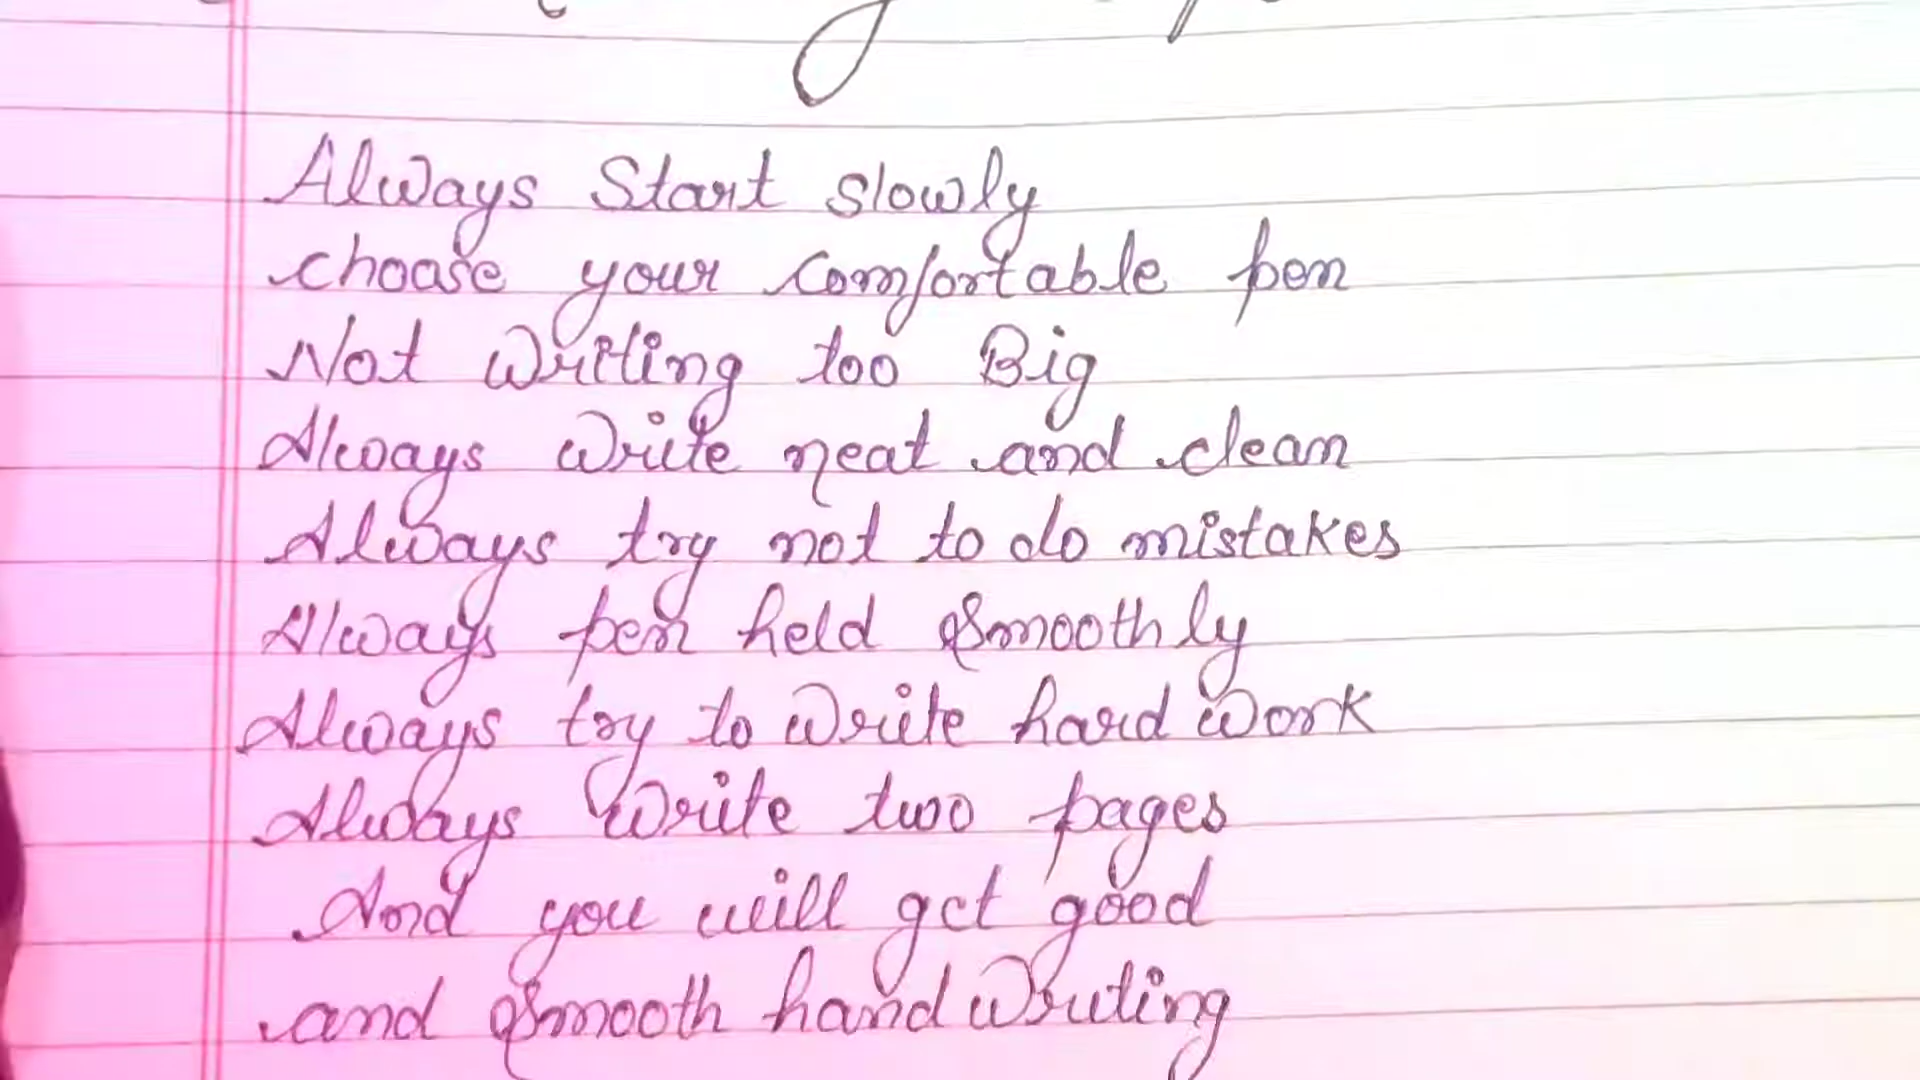 Always Start slowly
choose your comfortable pen
Not writing too Big
Always write neat and clean
Always try not to do mistakes
Always pen held Smoothly
Always try to write hard work
Always write two pages
And you will get good
and Smooth hand writing